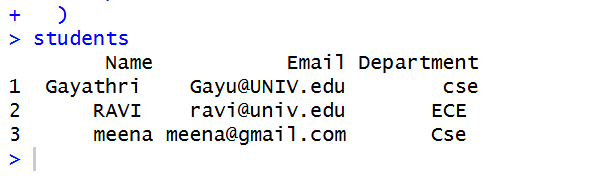 +   )
> students
       Name           Email Department
1  Gayathri    Gayu@UNIV.edu        cse
2      RAVI    ravi@univ.edu       ECE
3     meena meena@gmail.com       Cse
>